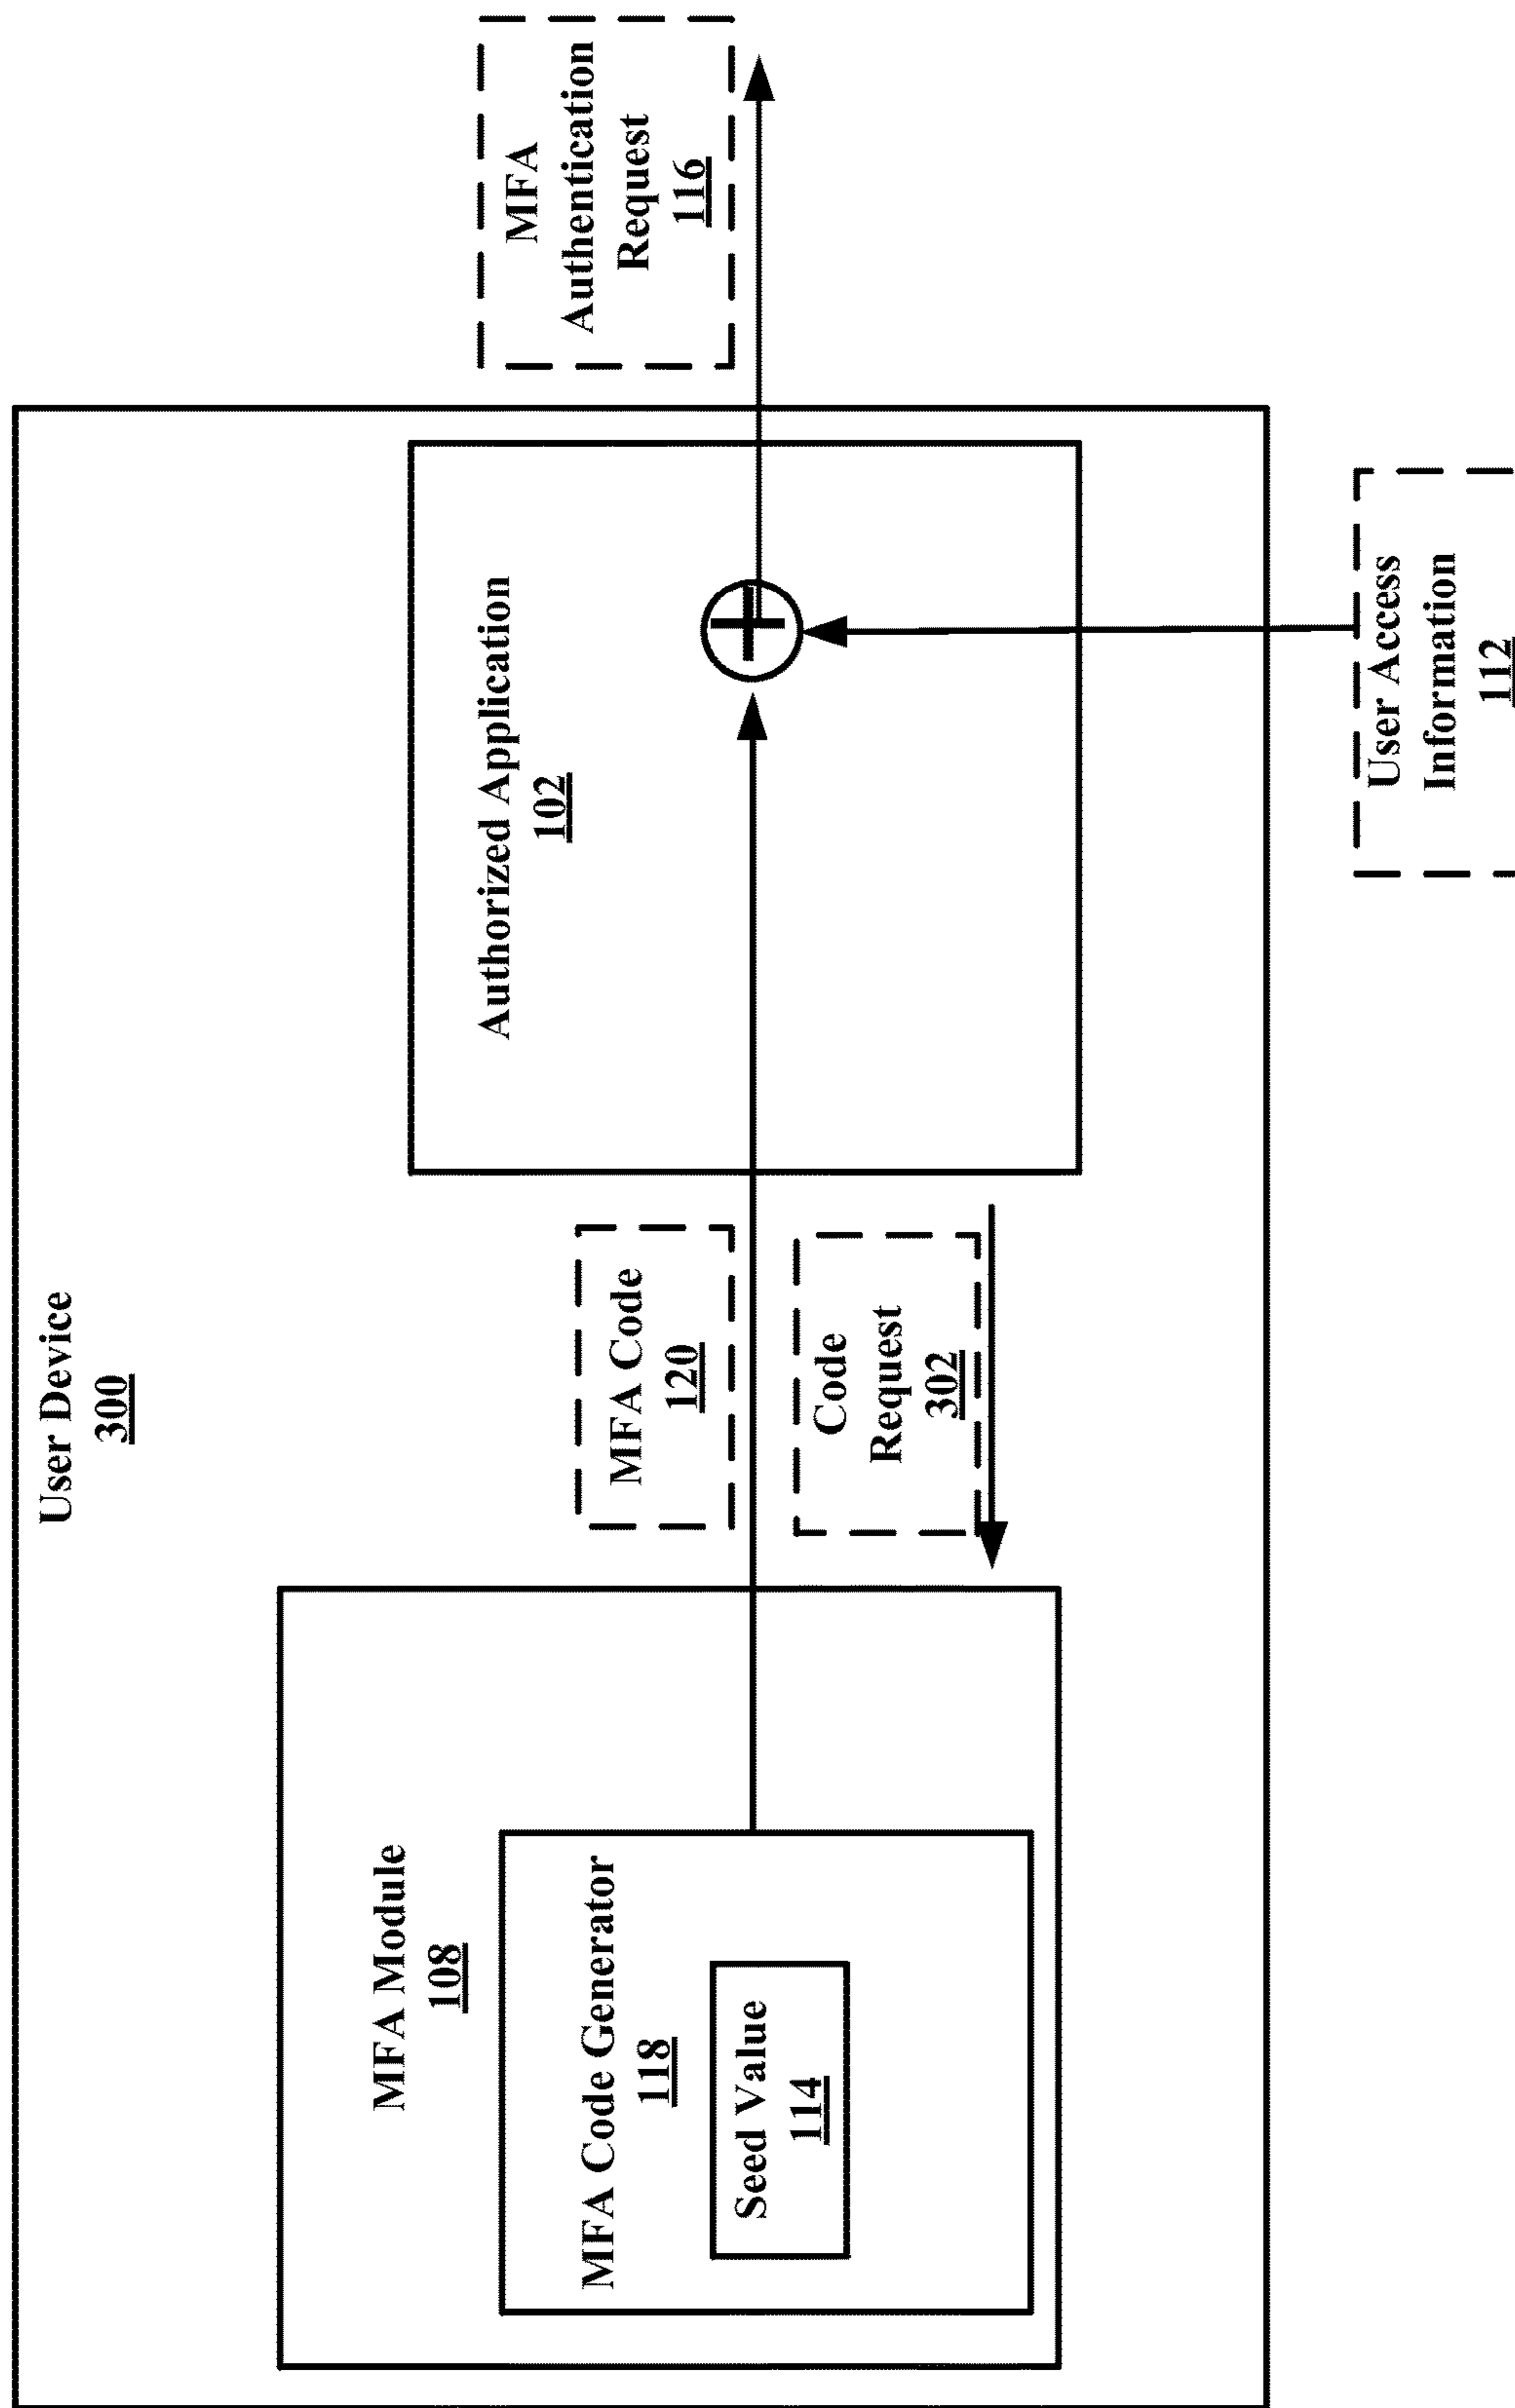 User Device
300
MFA Module
108
MFA Code Generator
118
Seed Value
114
MFA Code
120
Code
Request
302
Authorized Application
102
MFA
Authentication
Request
116
User Access
Information
112